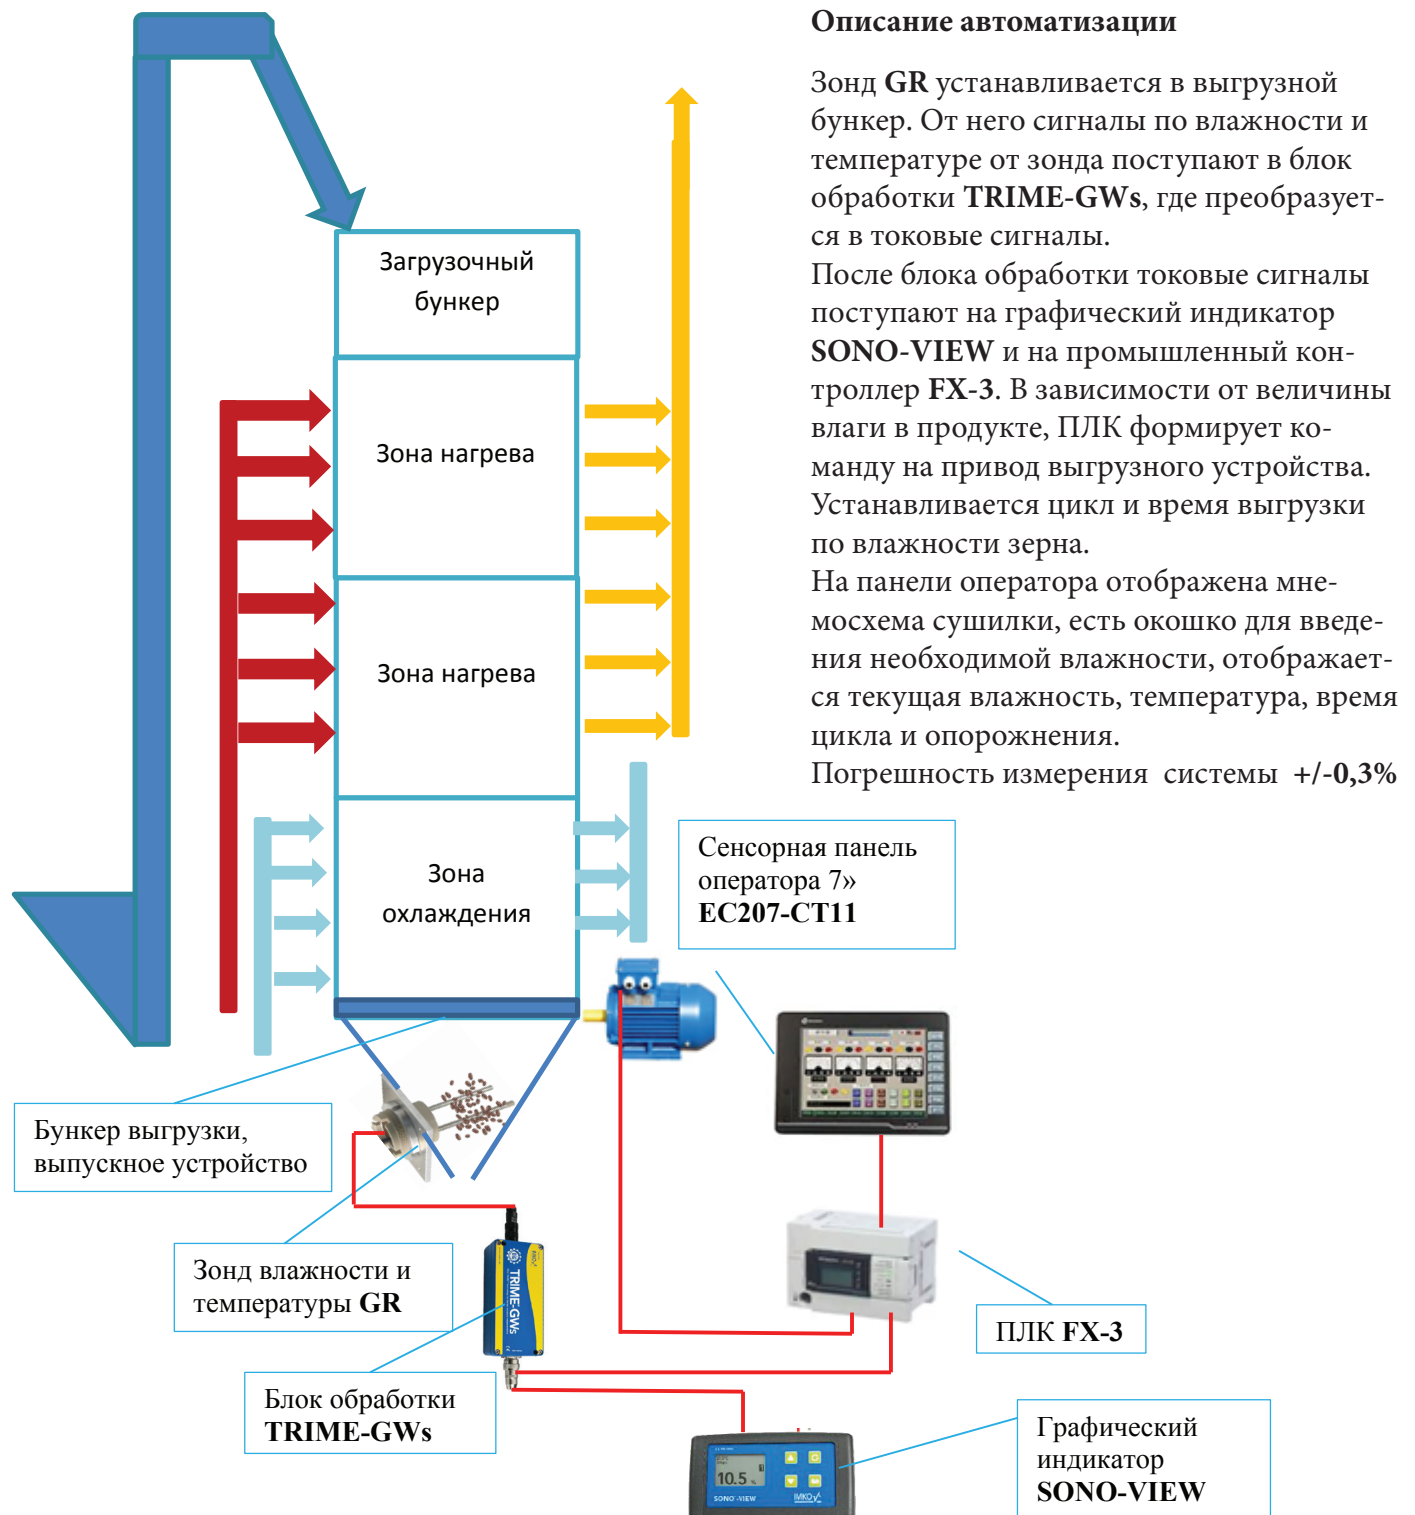 Описание автоматизации
Зонд GR устанавливается в выгрузной
бункер. От него сигналы по влажности и
температуре от зонда поступают в блок
обработки TRIME-GWs, где преобразует-
ся в токовые сигналы.
После блока обработки токовые сигналы
поступают на графический индикатор
SONO-VIEW и на промышленный кон-
троллер FX-3. В зависимости от величины
влаги в продукте, ПЛК формирует ко-
манду на привод выгрузного устройства.
Устанавливается цикл и время выгрузки
по влажности зерна.
На панели оператора отображена мне-
мосхема сушилки, есть окошко для введе-
ния необходимой влажности, отображает-
ся текущая влажность, температура, время
цикла и опорожнения.
Погрешность измерения системы +/-0,3%
Загрузочный
бункер
Зона нагрева
Зона нагрева
Зона
охлаждения
Сенсорная панель
оператора 7»
EC207-CT11
Бункер выгрузки,
выпускное устройство
Зонд влажности и
температуры GR
Блок обработки
TRIME-GWs
ПЛК FX-3
Графический
индикатор
SONO-VIEW
TRIME-GWs
IMKO
10.5 %
SONO-VIEW
IMKO